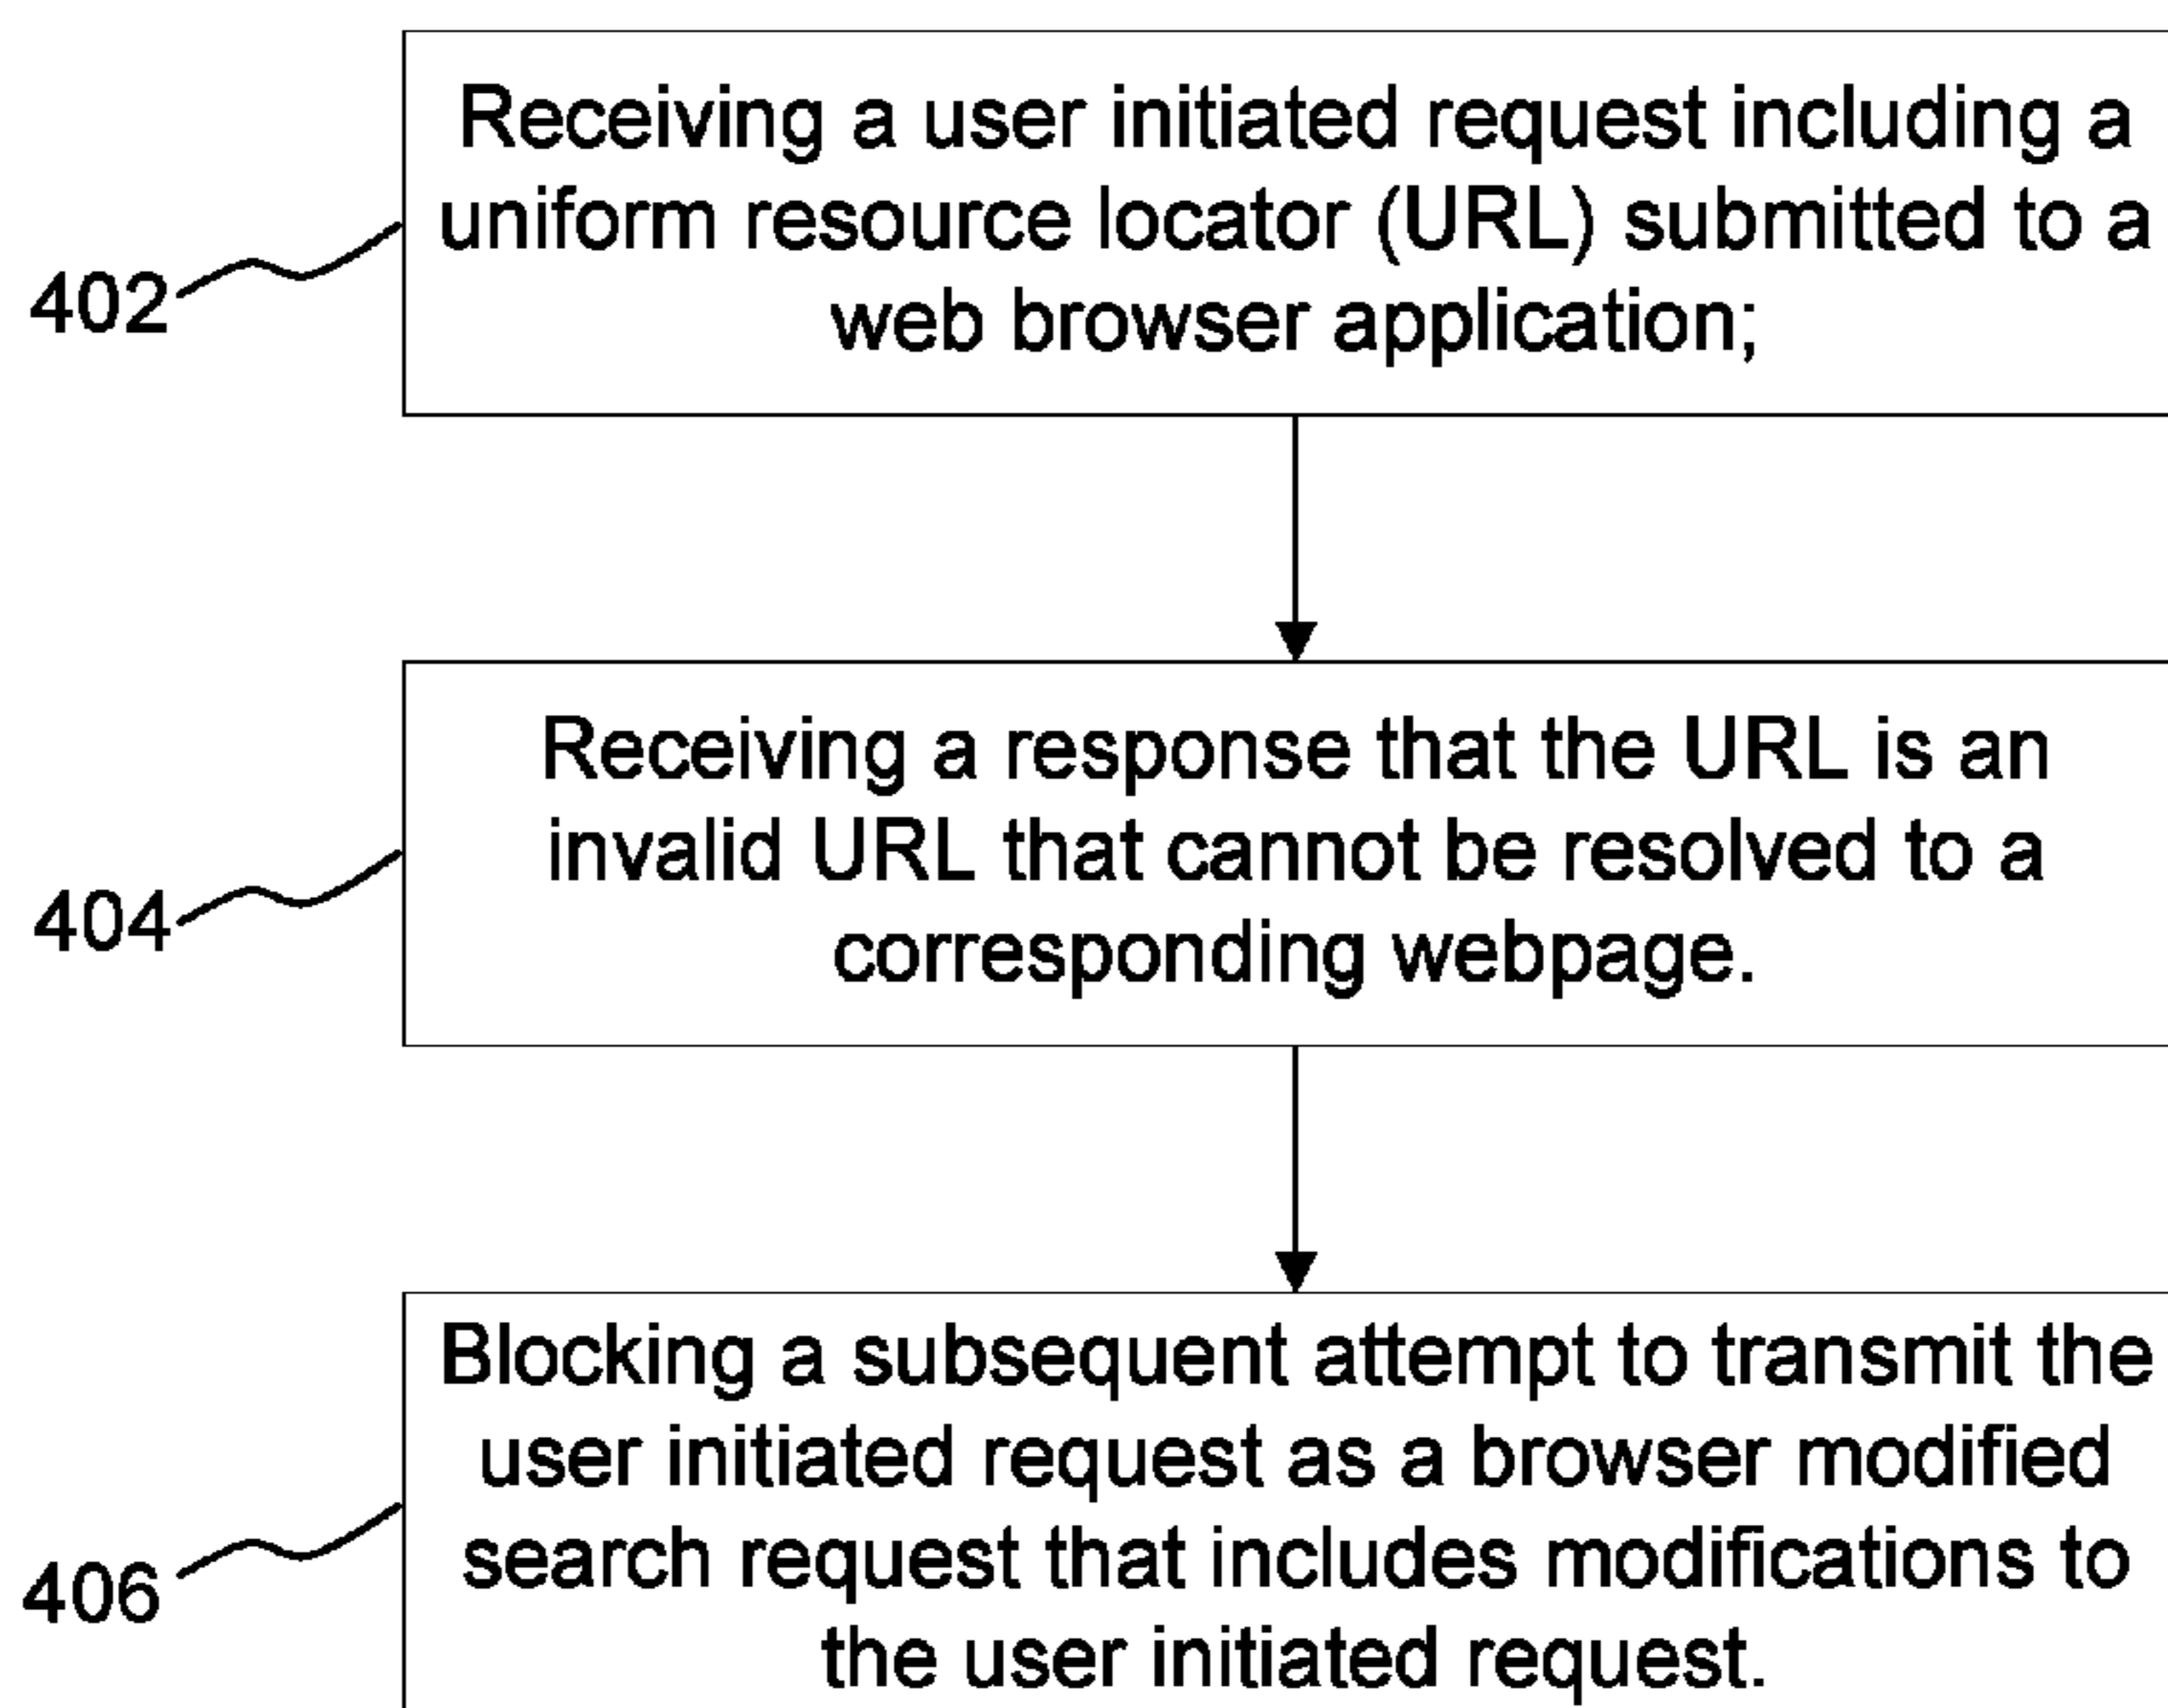 Receiving a user initiated request including a
uniform resource locator (URL) submitted to a
web browser application;
402
Receiving a response that the URL is an
invalid URL that cannot be resolved to a
corresponding webpage.
404
Blocking a subsequent attempt to transmit the
user initiated request as a browser modified
search request that includes modifications to
the user initiated request.
406